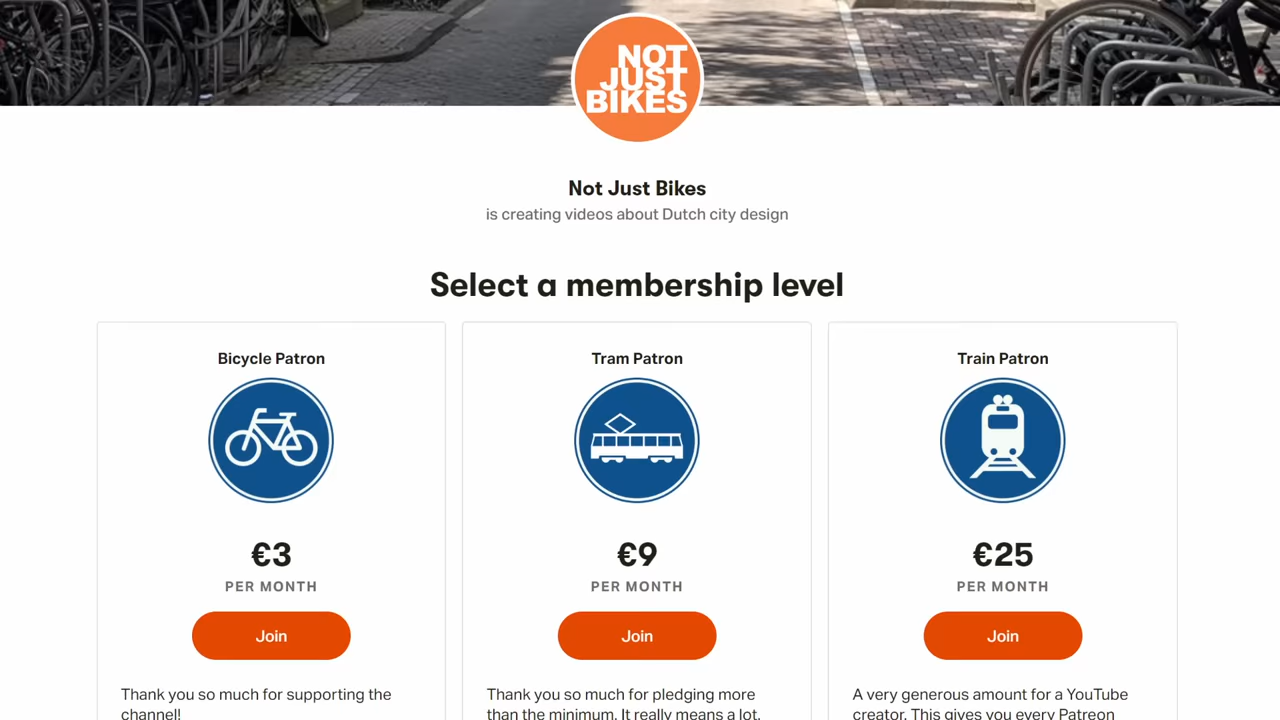 NOT
JUST
BIKES
Not Just Bikes
is creating videos about Dutch city design
Select a membership level
Bicycle Patron
€3
PER MONTH
Join
Thank you so much for supporting the
channel!
Tram Patron
€9
PER MONTH
Join
Thank you so much for pledging more
than the minimum. It really means a lot.
Train Patron
€25
PER MONTH
Join
A very generous amount for a YouTube
creator. This gives you every Patreon